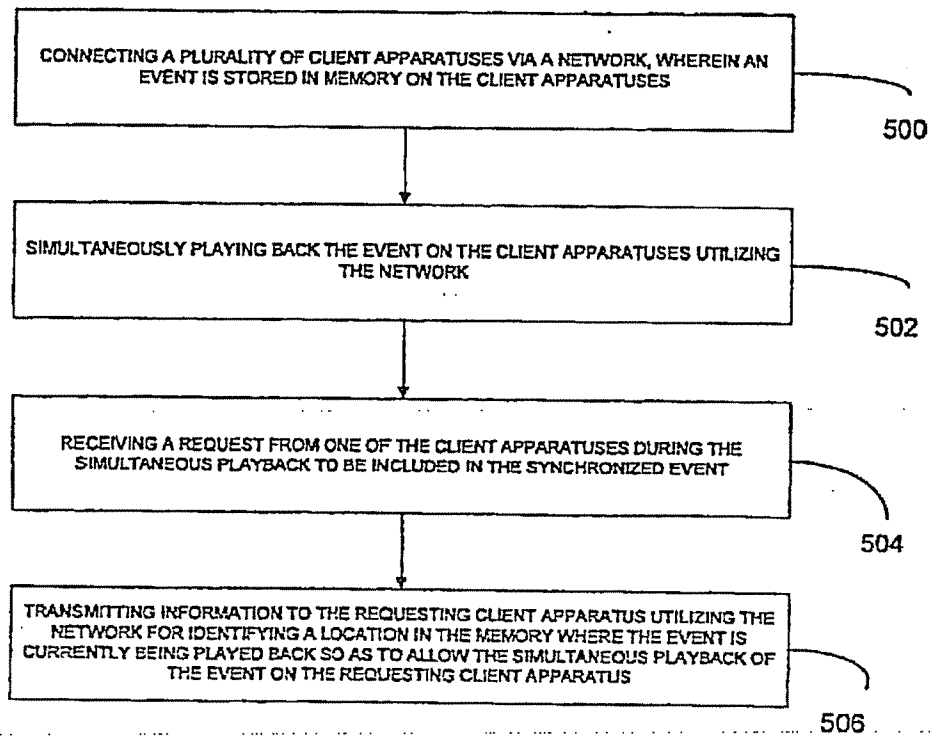 CONNECTING A PLURALITY OF CLIENT APPARATUSES VIA A NETWORK, WHEREIN AN
EVENT IS STORED IN MEMORY ON THE CLIENT APPARATUSES
500
SIMULTANEOUSLY PLAYING BACK THE EVENT ON THE CLIENT APPARATUSES UTILIZING
THE NETWORK
502
RECEIVING A REQUEST FROM ONE OF THE CLIENT APPARATUSES DURING THE
SIMULTANEOUS PLAYBACK TO BE INCLUDED IN THE SYNCHRONIZED EVENT
504
TRANSMITTING INFORMATION TO THE REQUESTING CLIENT APPARATUS UTILIZING THE
NETWORK FOR IDENTIFYING A LOCATION IN THE MEMORY WHERE THE EVENT IS
CURRENTLY BEING PLAYED BACK SO AS TO ALLOW THE SIMULTANEOUS PLAYBACK OF
THE EVENT ON THE REQUESTING CLIENT APPARATUS
506